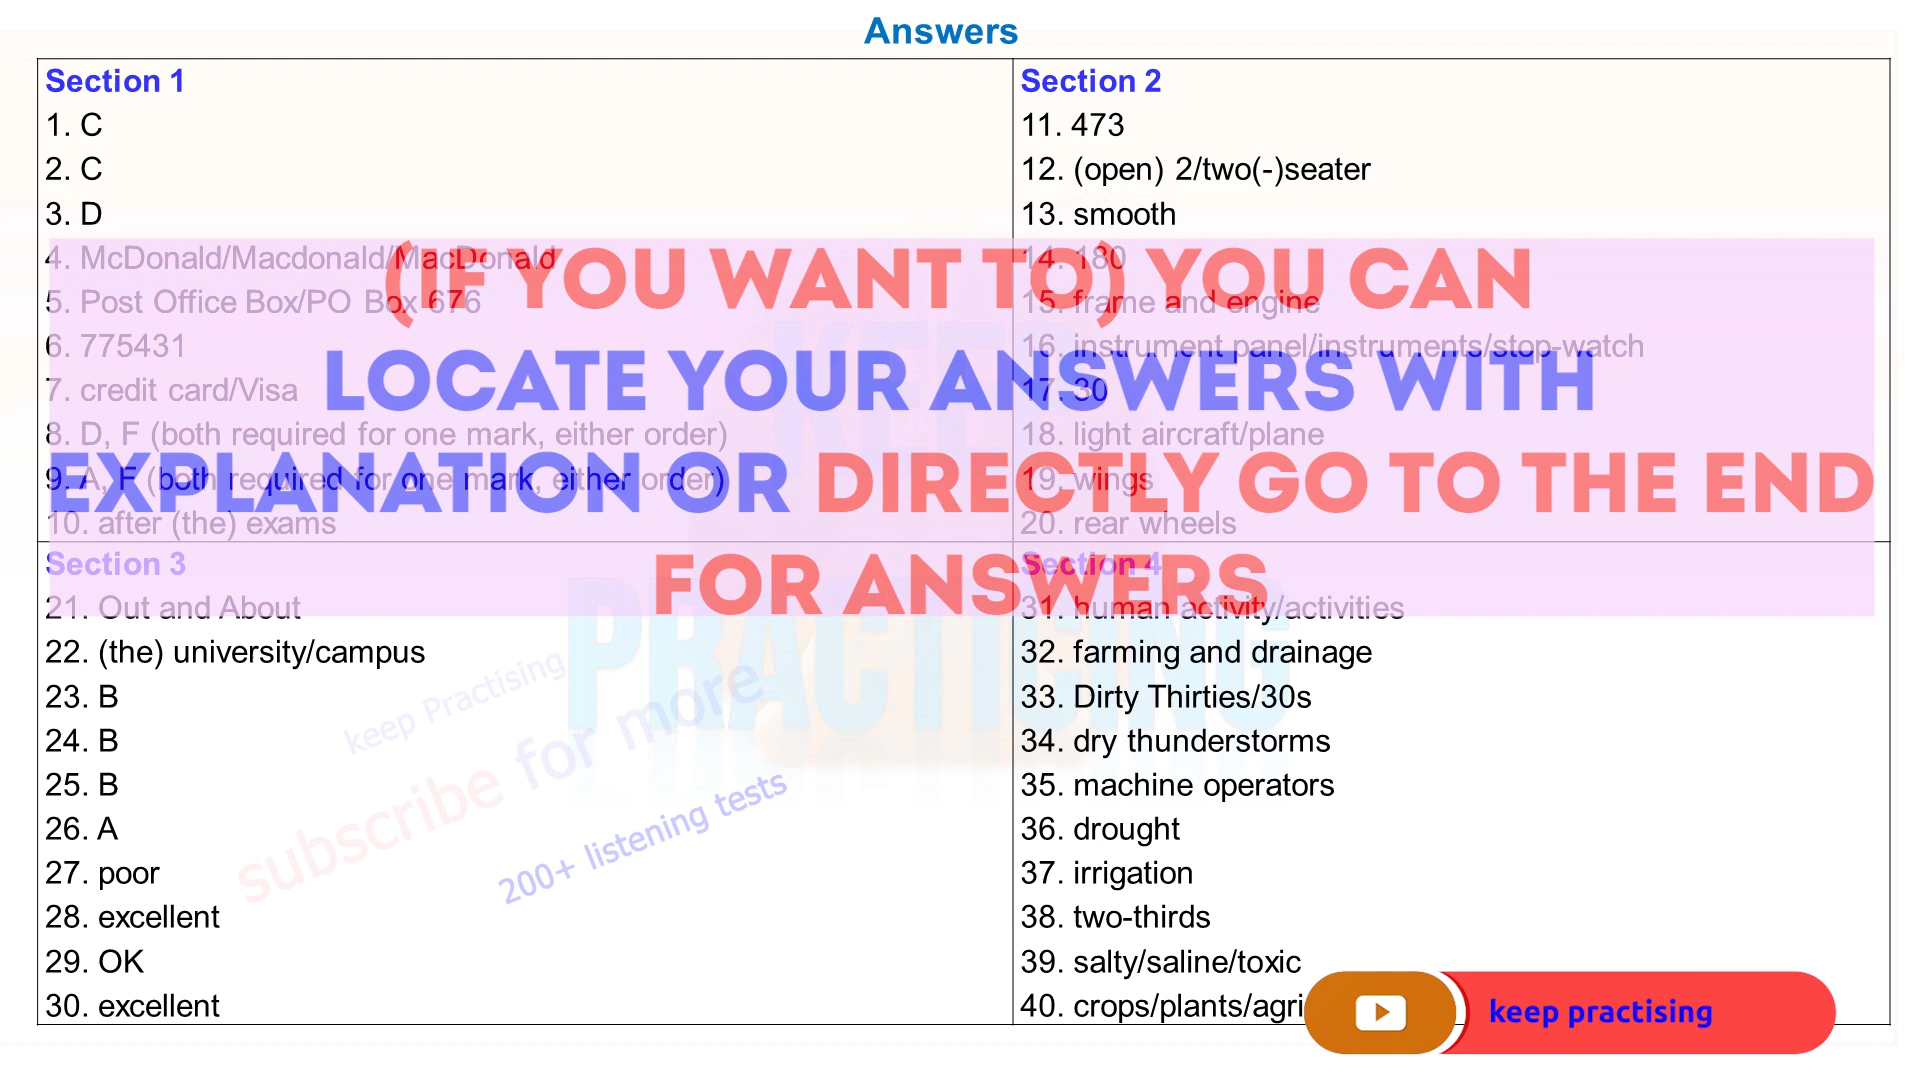 Answers
Section 1
1. C
2. C
3. D
4. McDonald/Macdonald/MacDonald
5. Post Office Box/PO Box 676
6. 775431
7. credit card/Visa
8. D, F (both required for one mark, either order)
9. A, F (both required for one mark, either order)
10. after (the) exams
Section 2
11. 473
12. (open) 2/two(-)seater
13. smooth
14. 180
15. frame and engine
16. instrument panel/instruments/stop-watch
17. 30
18. light aircraft/plane
19. wings
20. rear wheels
Section 3
21. Out and About
22. (the) university/campus
23. B
24. B
25. B
26. A
27. poor
28. excellent
29. OK
30. excellent
Section 4
31. human activity/activities
32. farming and drainage
33. Dirty Thirties/30s
34. dry thunderstorms
35. machine operators
36. drought
37. irrigation
38. two-thirds
39. salty/saline/toxic
40. crops/plants/agri
(IF YOU WANT TO) YOU CAN
LOCATE YOUR ANSWERS WITH
EXPLANATION OR DIRECTLY GO TO THE END
FOR ANSWERS
KEEP
PRACTICING
keep Practising
subscribe for more
200+ listening tests
keep practising